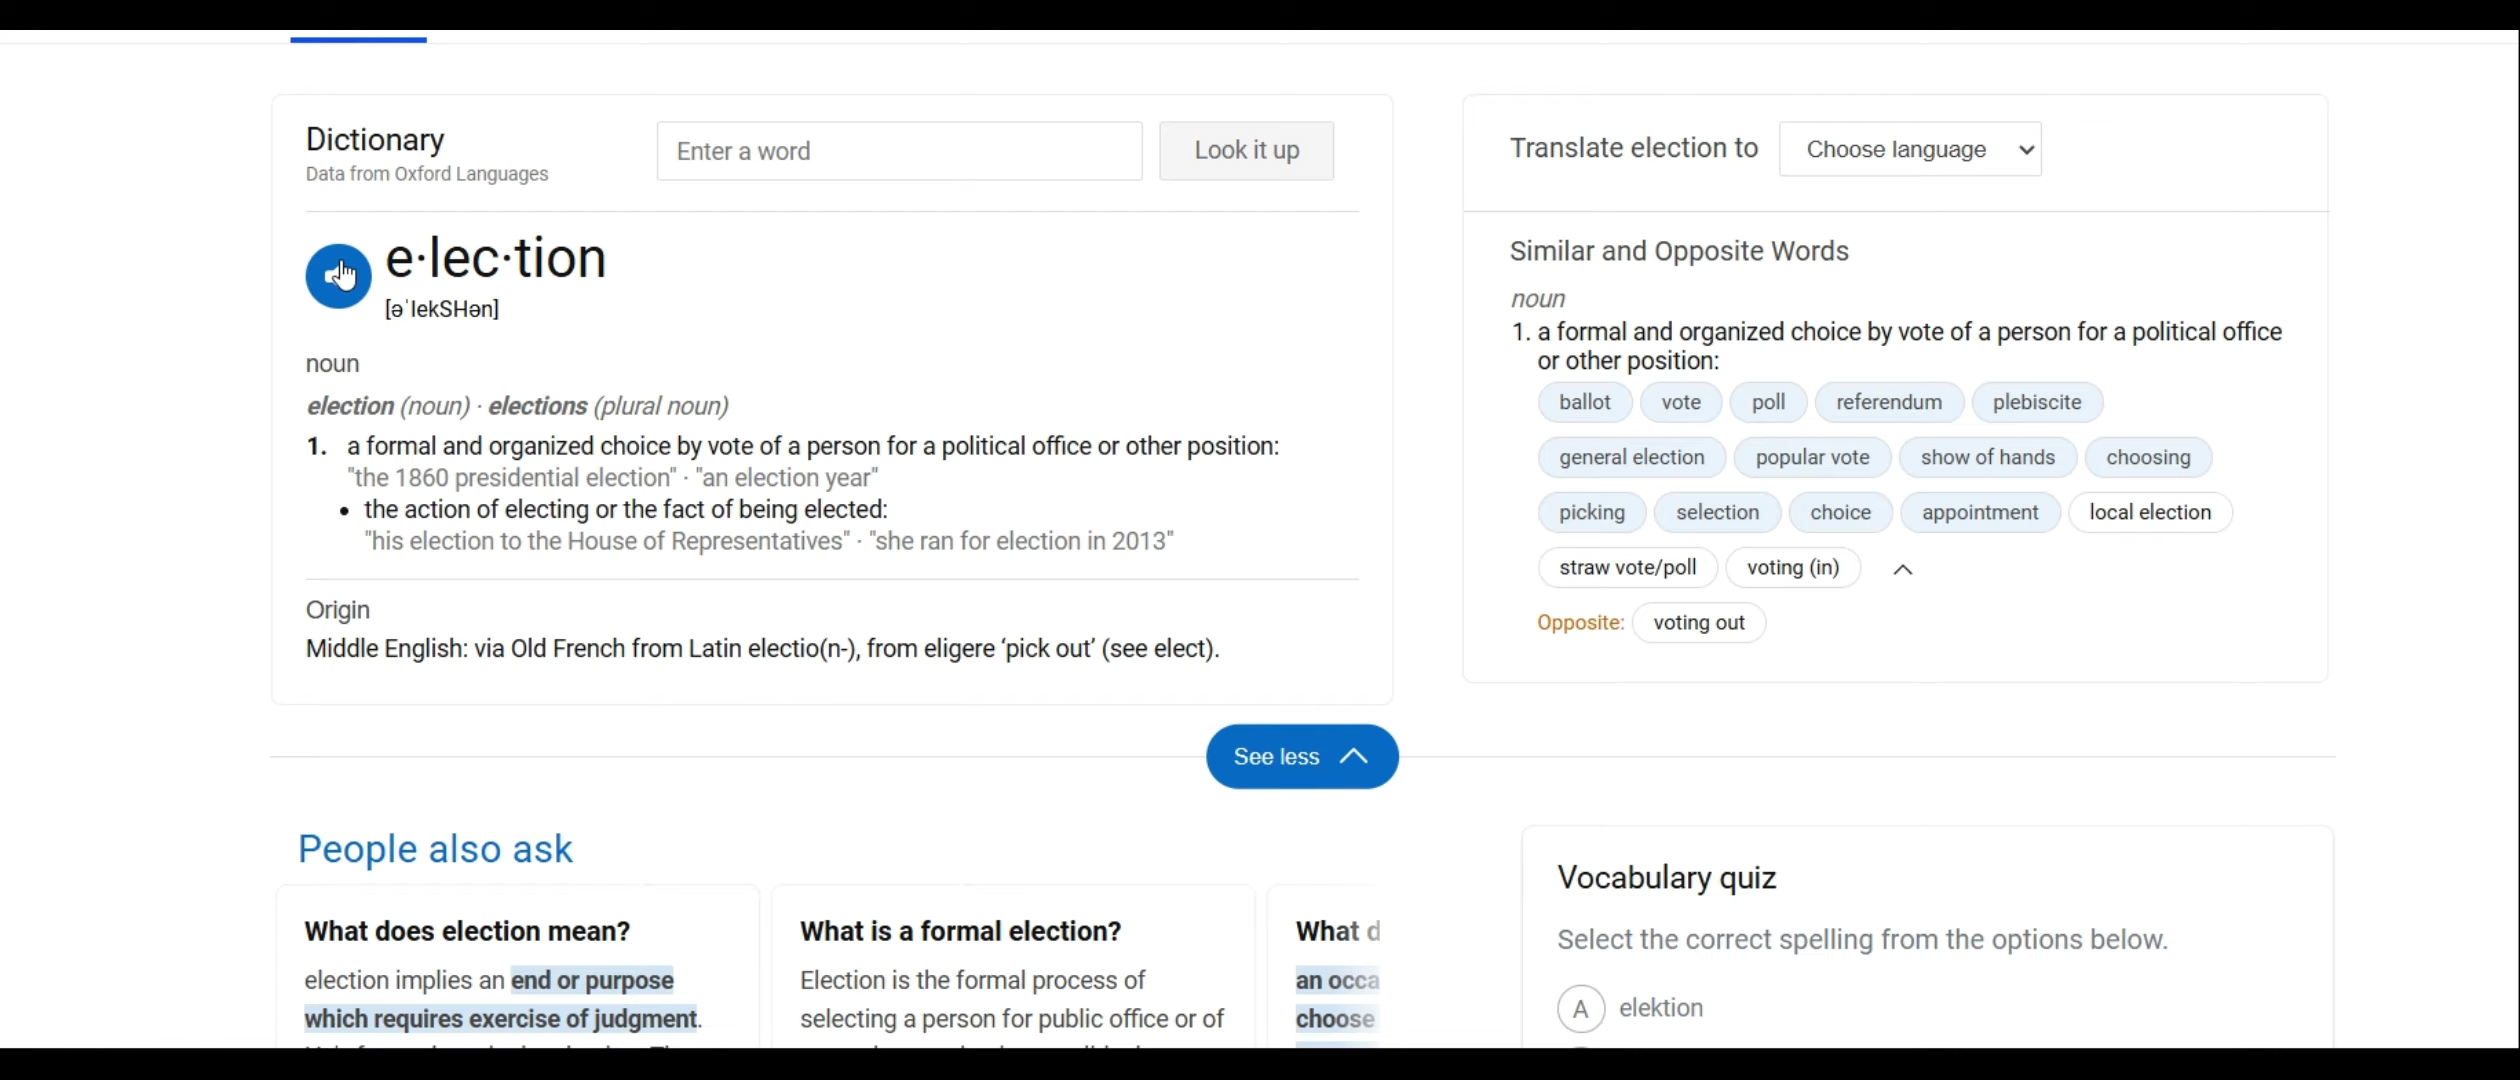 Dictionary
Data from Oxford Languages
Enter a word
Look it up
e·lec·tion
[əˈlekSHən]
noun
election (noun) · elections (plural noun)
1. a formal and organized choice by vote of a person for a political office or other position:
"the 1860 presidential election" · "an election year"
• the action of electing or the fact of being elected:
"his election to the House of Representatives" · "she ran for election in 2013"
Origin
Middle English: via Old French from Latin electio(n-), from eligere ‘pick out’ (see elect).
Translate election to
Choose language
Similar and Opposite Words
noun
1. a formal and organized choice by vote of a person for a political office
or other position:
ballot vote poll referendum plebiscite
general election popular vote show of hands choosing
picking selection choice appointment local election
straw vote/poll voting (in)
Opposite: voting out
See less
People also ask
What does election mean?
election implies an end or purpose
which requires exercise of judgment.
What is a formal election?
Election is the formal process of
selecting a person for public office or of
What d
an occa
choose
Vocabulary quiz
Select the correct spelling from the options below.
A elektion